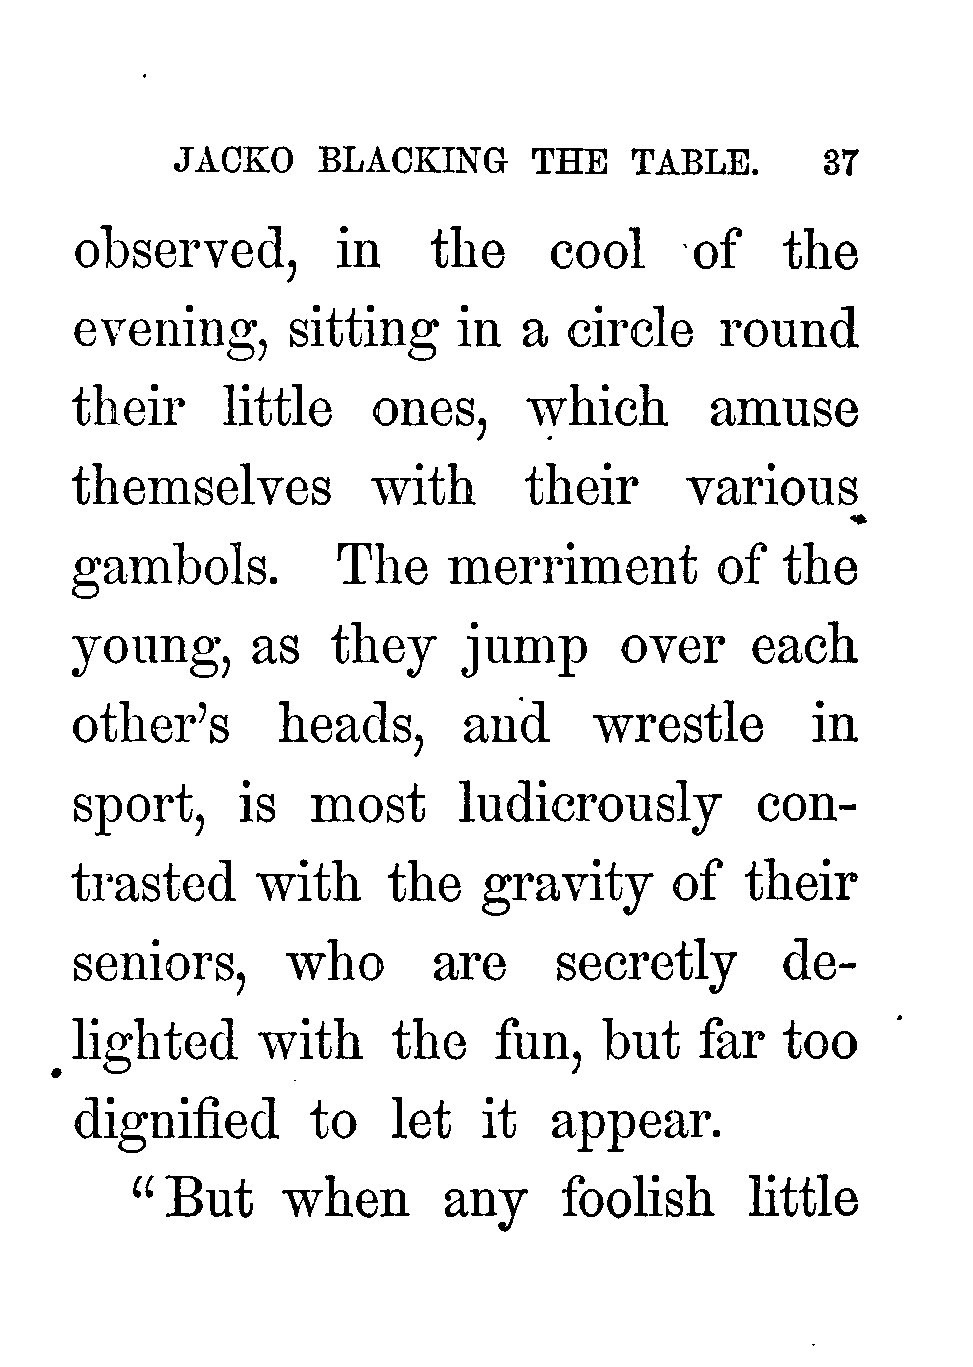 JACKO BLACKING THE TABLE. 37
observed, in the cool of the
evening, sitting in a circle round
their little ones, which amuse
themselves with their various
gambols. The merriment of the
young, as they jump over each
other's heads, and wrestle in
sport, is most ludicrously con-
trasted with the gravity of their
seniors, who are secretly de-
lighted with the fun, but far too
dignified to let it appear.
“But when any foolish little